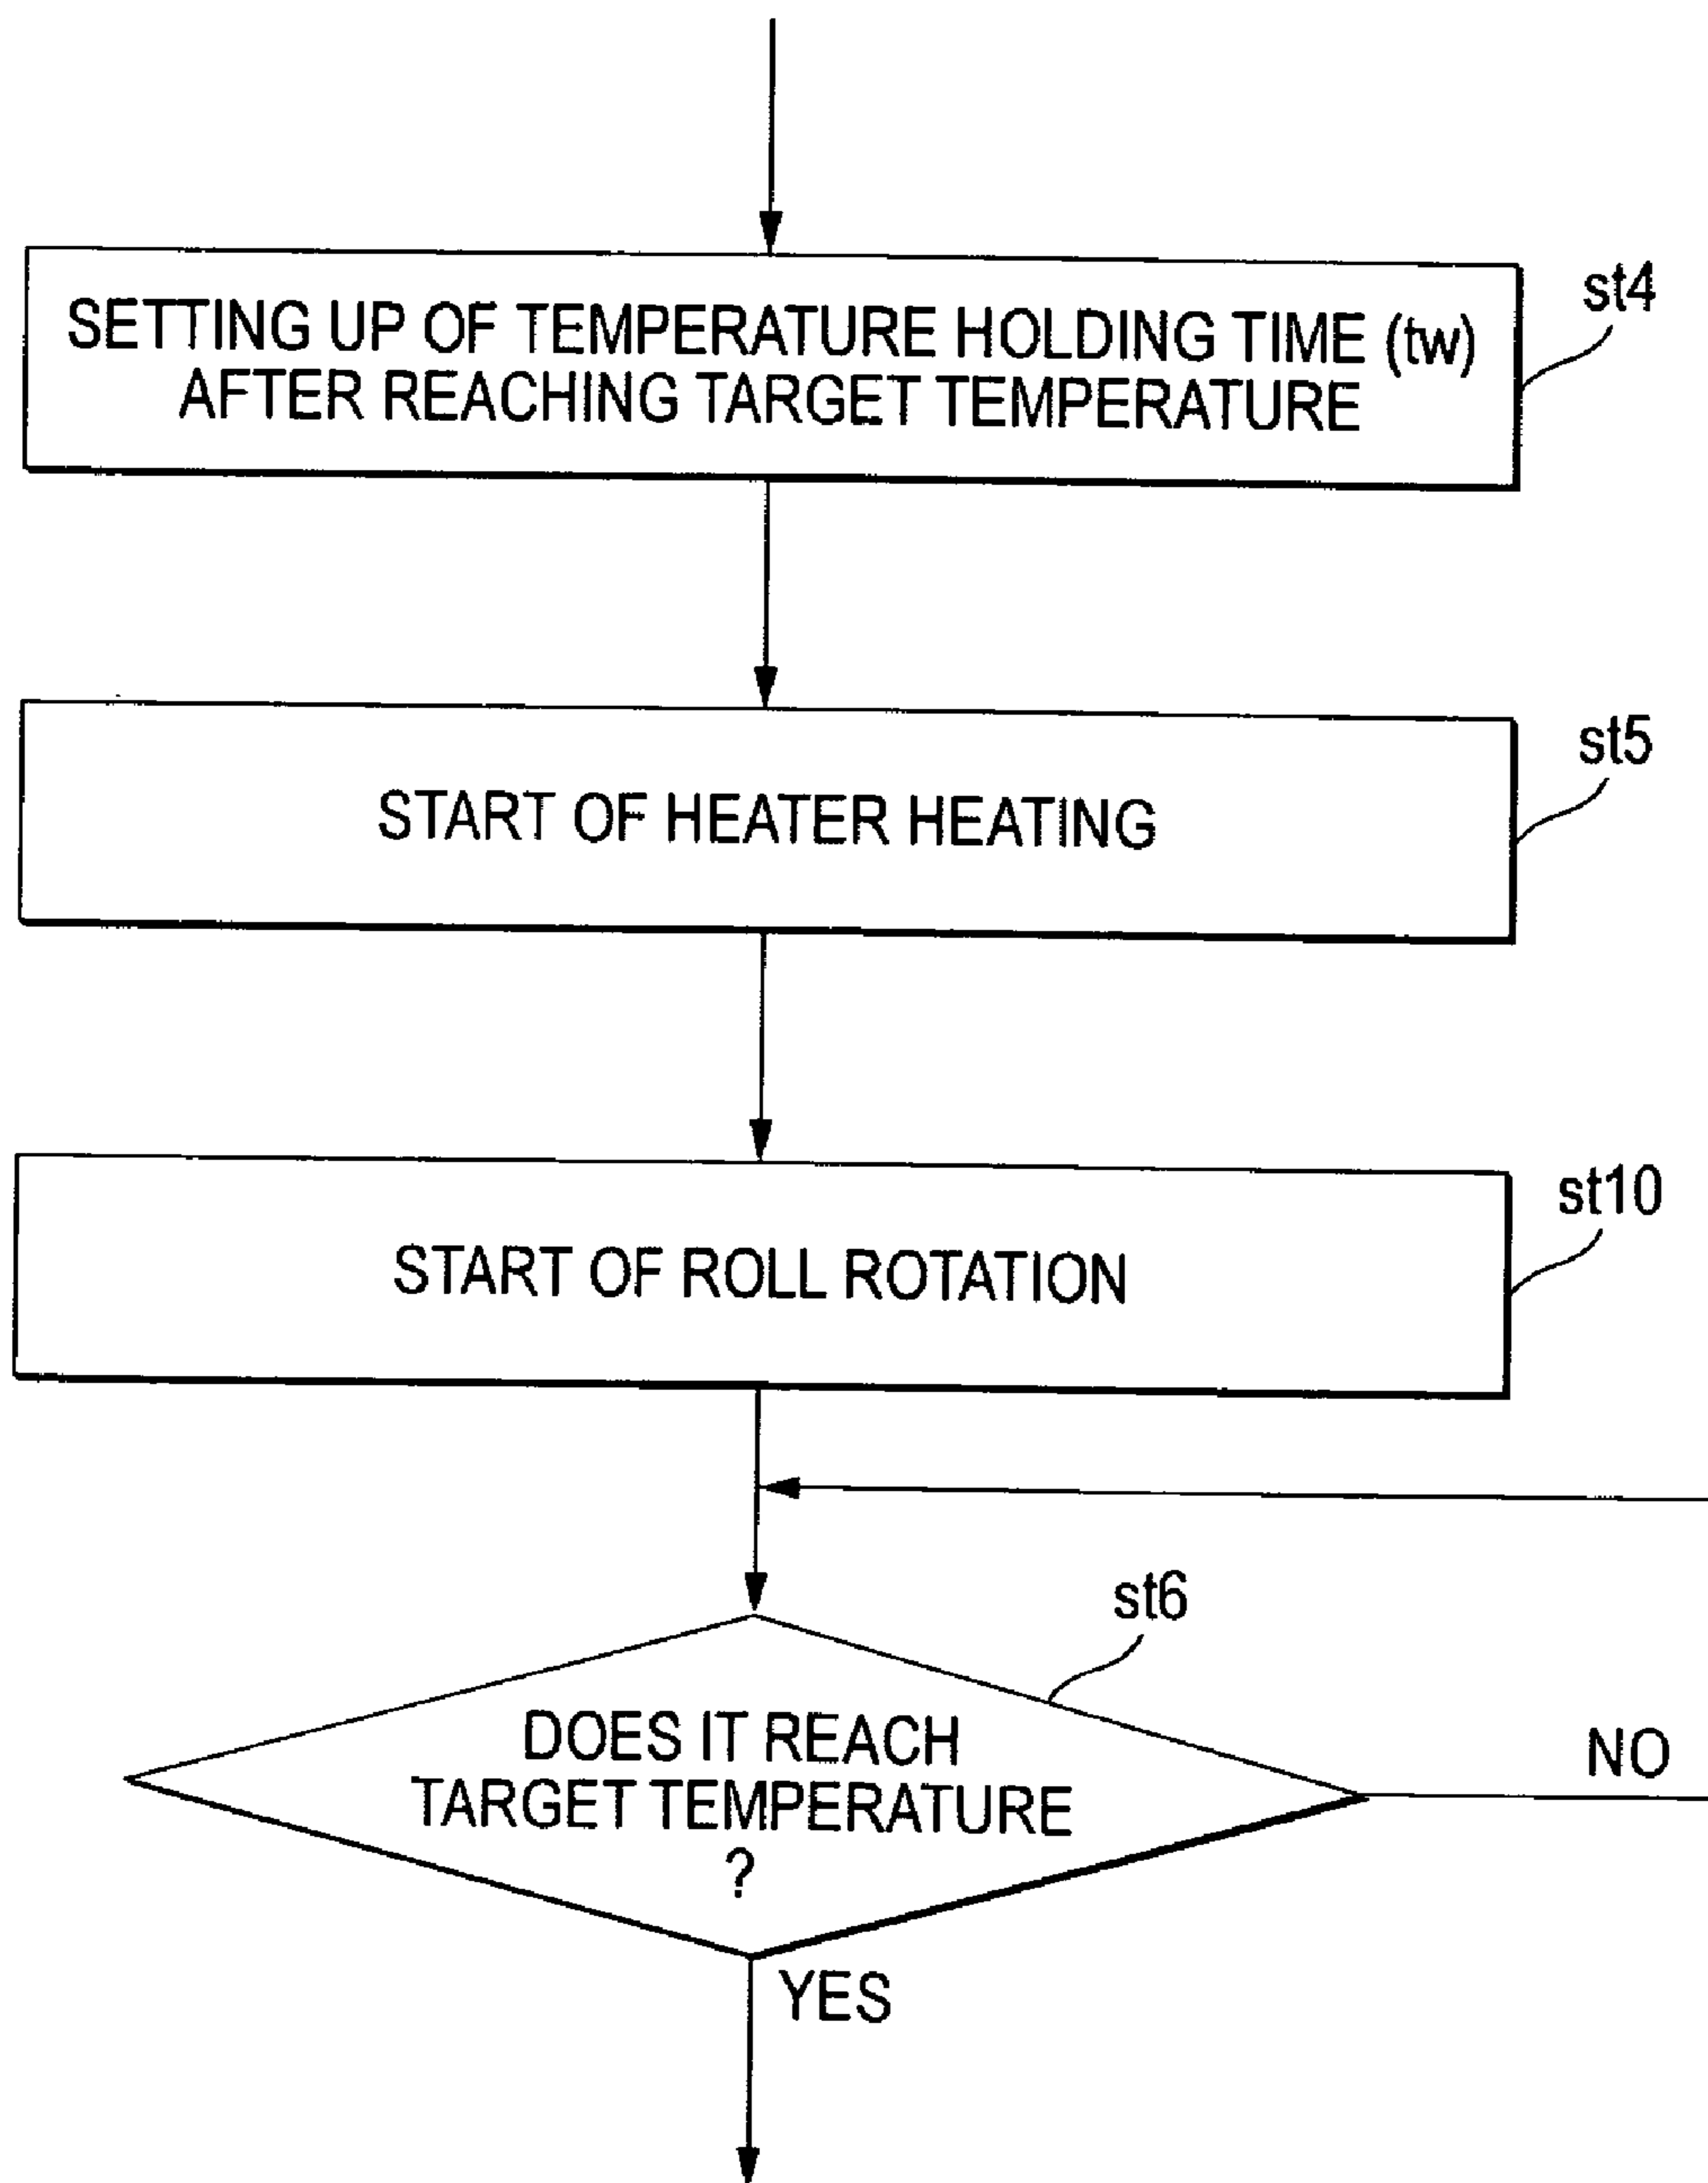 SETTING UP OF TEMPERATURE HOLDING TIME (tw)
AFTER REACHING TARGET TEMPERATURE
st4
START OF HEATER HEATING
st5
START OF ROLL ROTATION
st10
st6
DOES IT REACH
TARGET TEMPERATURE
?
NO
YES